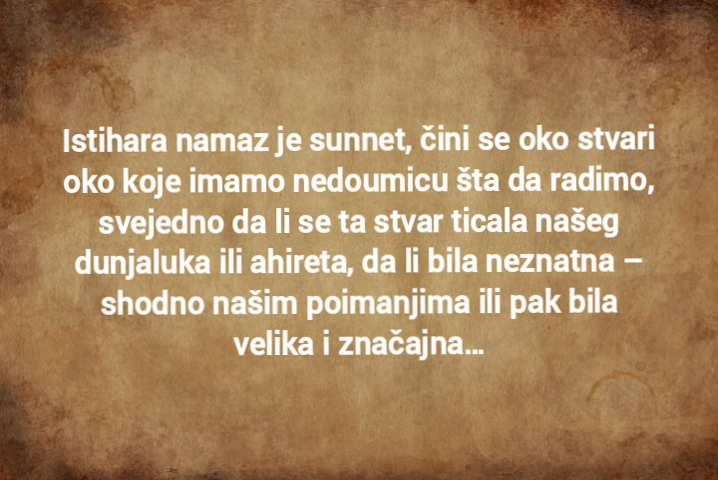 Istihara namaz je sunnet, čini se oko stvari
oko koje imamo nedoumicu šta da radimo,
svejedno da li se ta stvar ticala našeg
dunjaluka ili ahireta, da li bila neznatna –
shodno našim poimanjima ili pak bila
velika i značajna...